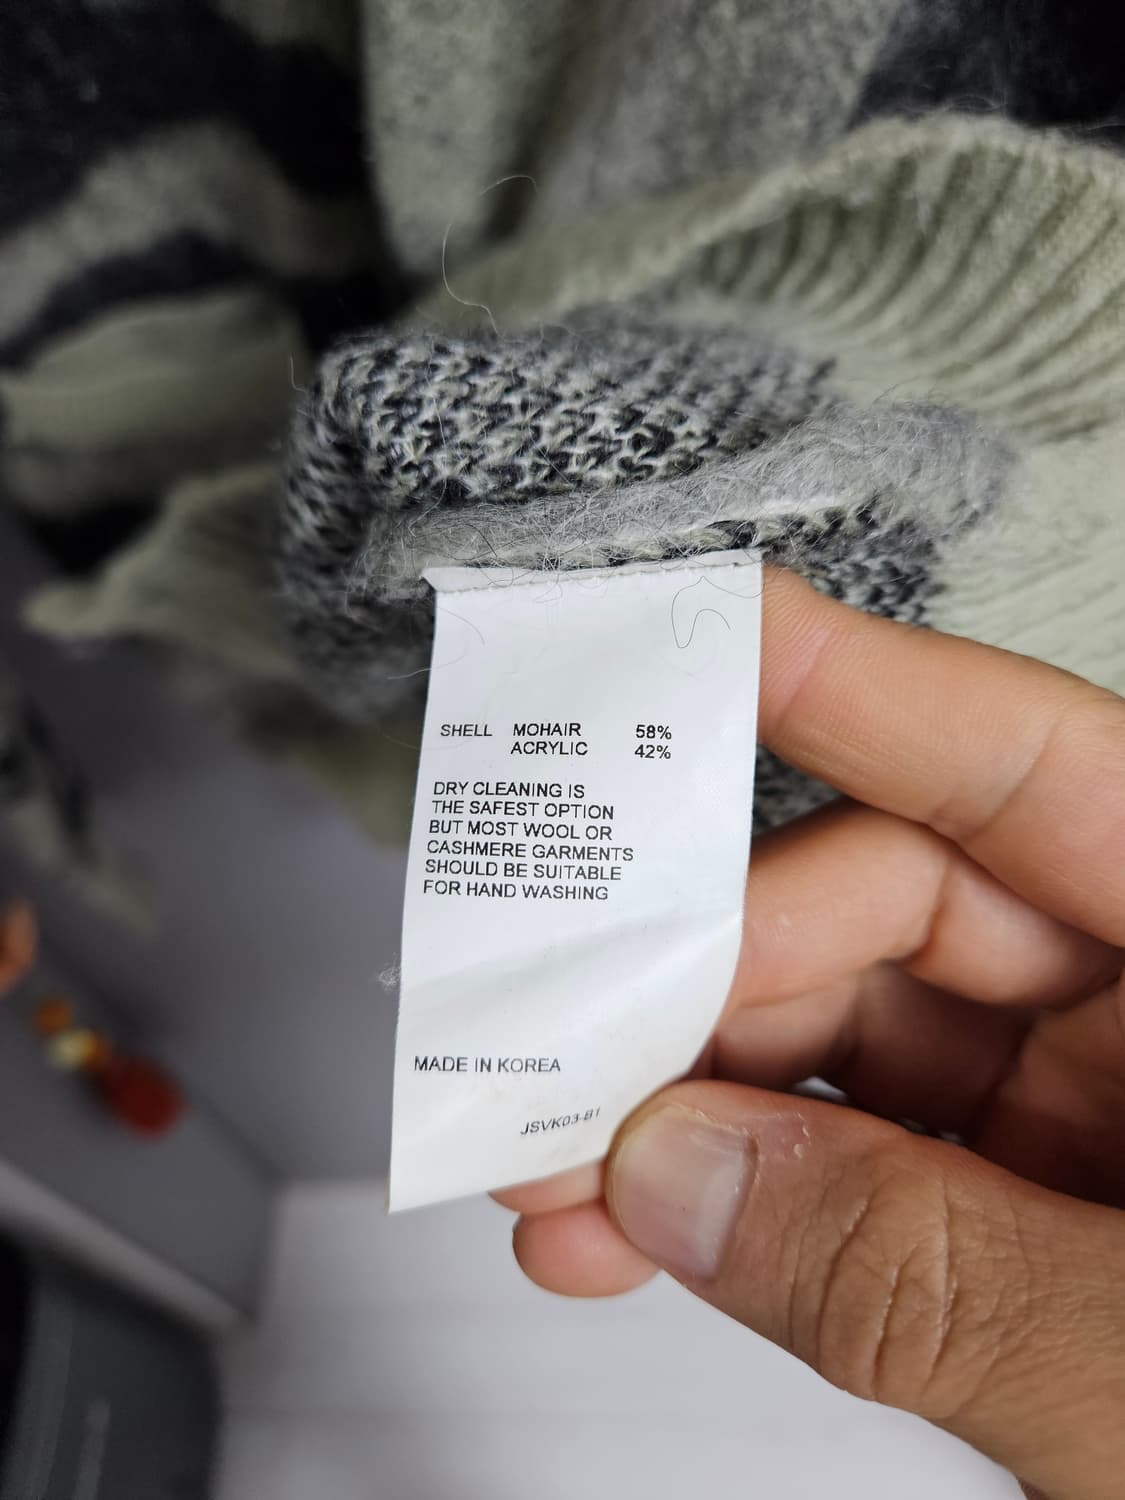 SHELL MOHAIR 58%
ACRYLIC 42%
DRY CLEANING IS
THE SAFEST OPTION
BUT MOST WOOL OR
CASHMERE GARMENTS
SHOULD BE SUITABLE
FOR HAND WASHING
MADE IN KOREA
JSVK03-B1